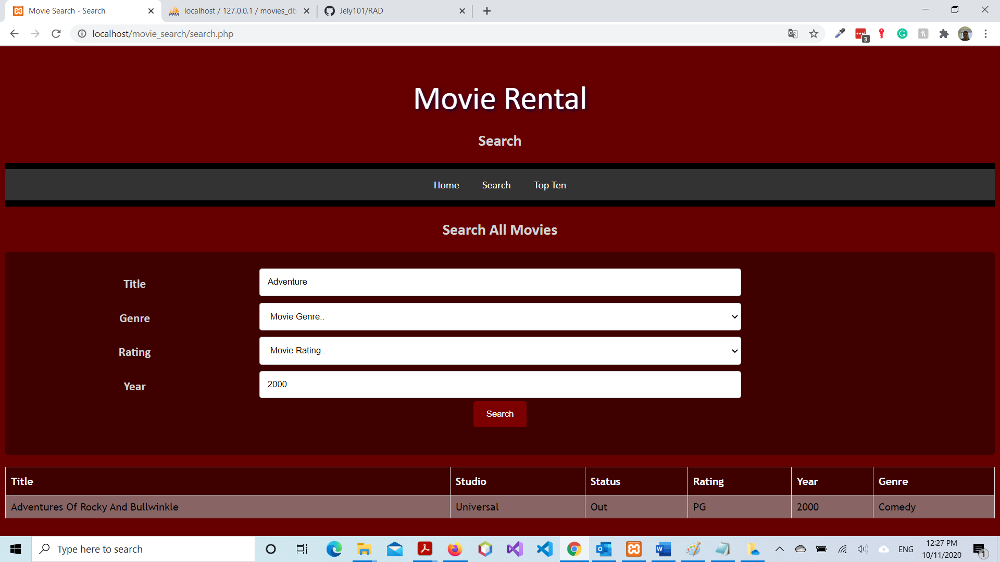 Movie Search - Search
localhost / 127.0.0.1 / movies_db
Jely101/RAD
localhost/movie_search/search.php
3
Movie Rental
Search
Home Search Top Ten
Search All Movies
Title Adventure
Genre Movie Genre..
Rating Movie Rating..
Year 2000
Search
Title Studio Status Rating Year Genre
Adventures Of Rocky And Bullwinkle Universal Out PG 2000 Comedy
Type here to search
ENG
12:27 PM
10/11/2020
1